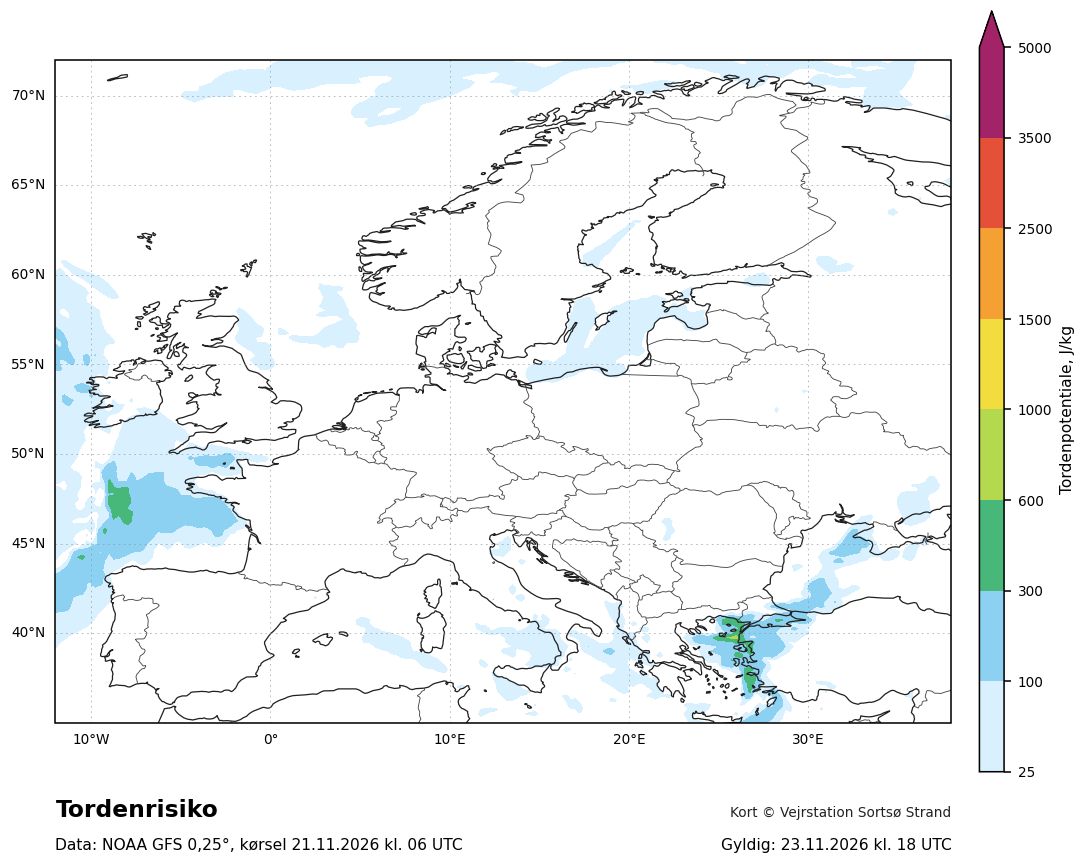 70°N
65°N
60°N
55°N
50°N
45°N
40°N
10°W
0°
10°E
20°E
30°E
5000
3500
2500
1500
1000
600
300
100
25
Tordenpotentiale, J/kg
Tordenrisiko
Kort © Vejrstation Sortsø Strand
Data: NOAA GFS 0,25°, kørsel 21.11.2026 kl. 06 UTC
Gyldig: 23.11.2026 kl. 18 UTC